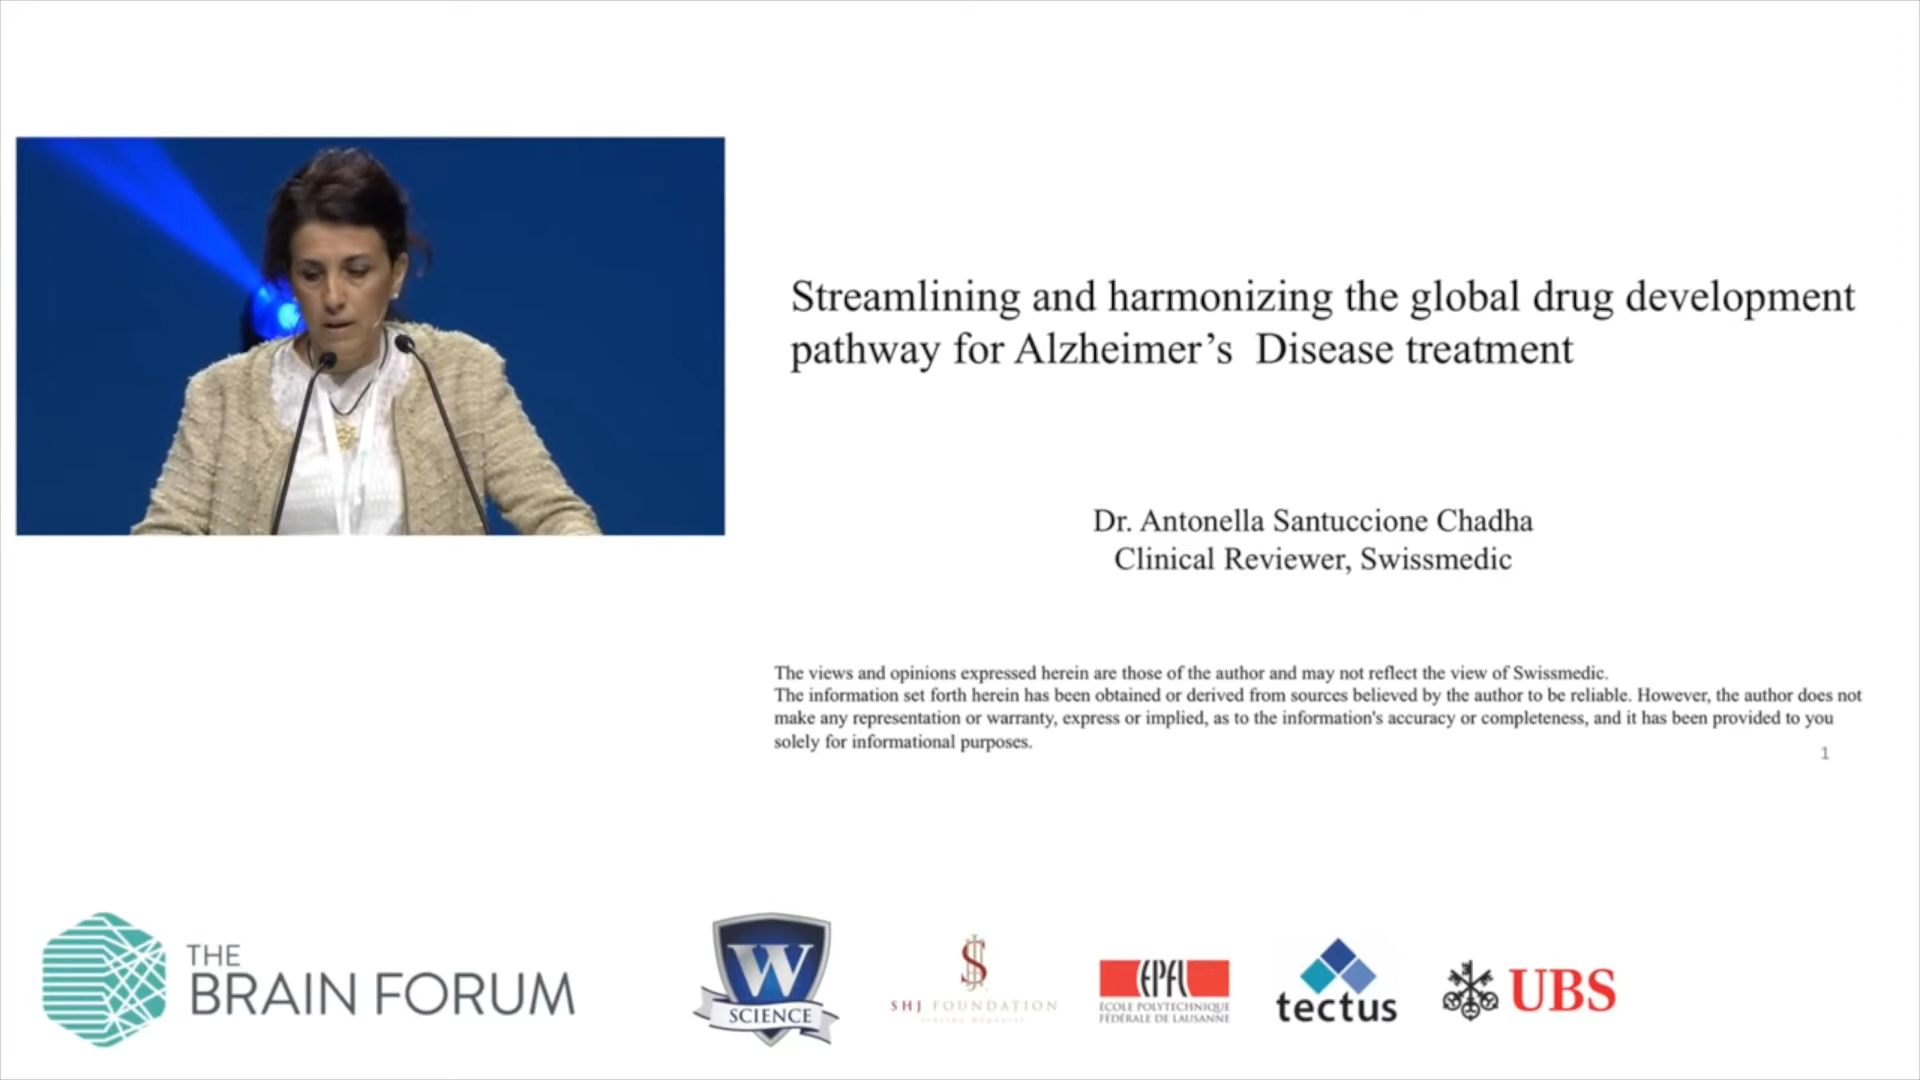 Streamlining and harmonizing the global drug development
pathway for Alzheimer’s  Disease treatment
Dr. Antonella Santuccione Chadha
Clinical Reviewer, Swissmedic
The views and opinions expressed herein are those of the author and may not reflect the view of Swissmedic.
The information set forth herein has been obtained or derived from sources believed by the author to be reliable. However, the author does not
make any representation or warranty, express or implied, as to the information's accuracy or completeness, and it has been provided to you
solely for informational purposes.
1
THE
BRAIN FORUM
W
SCIENCE
SHJ FOUNDATION
EPFL
ÉCOLE POLYTECHNIQUE
FÉDÉRALE DE LAUSANNE
tectus
UBS